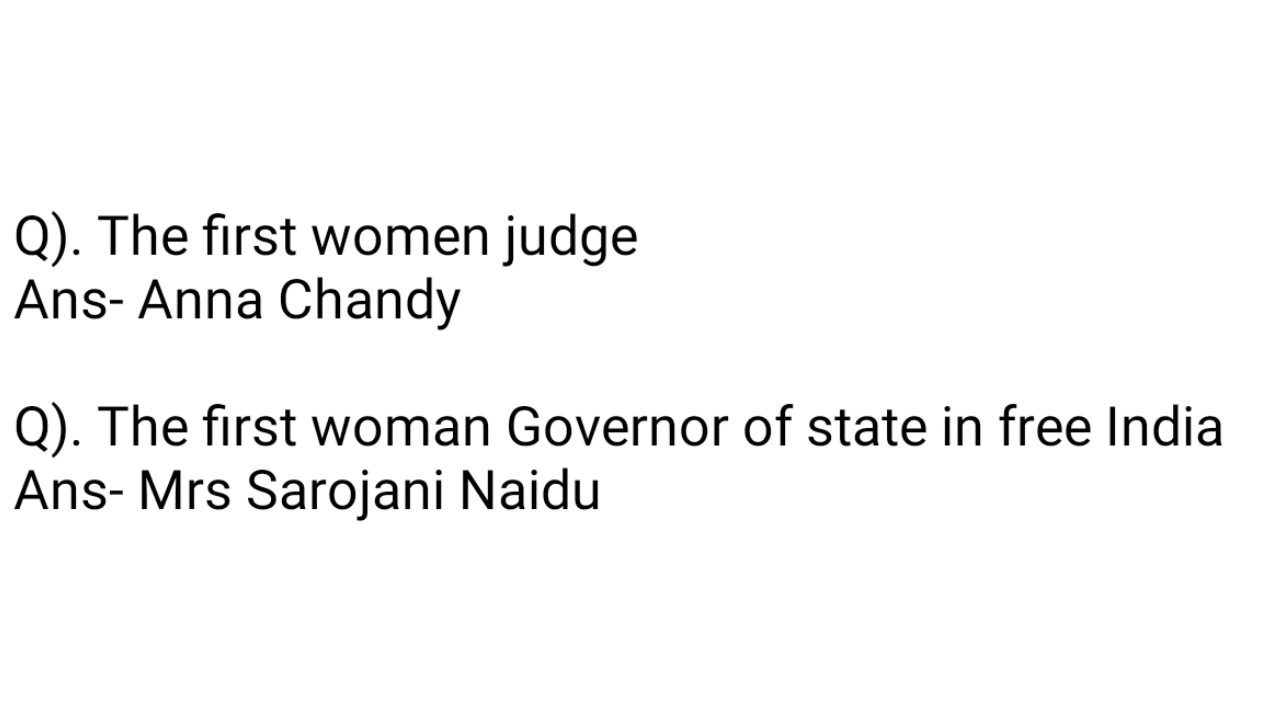 Q). The first women judge
Ans- Anna Chandy
Q). The first woman Governor of state in free India
Ans- Mrs Sarojani Naidu